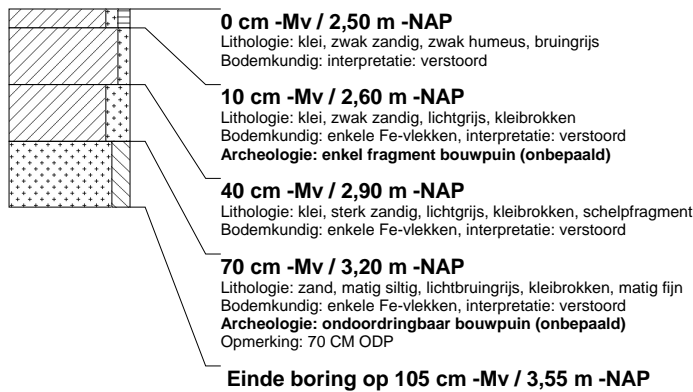 0 cm -Mv / 2,50 m -NAP
Lithologie: klei, zwak zandig, zwak humeus, bruingrijs
Bodemkundig: interpretatie: verstoord
10 cm -Mv / 2,60 m -NAP
Lithologie: klei, zwak zandig, lichtgrijs, kleibrokken
Bodemkundig: enkele Fe-vlekken, interpretatie: verstoord
Archeologie: enkel fragment bouwpuin (onbepaald)
40 cm -Mv / 2,90 m -NAP
Lithologie: klei, sterk zandig, lichtgrijs, kleibrokken, schelpfragment
Bodemkundig: enkele Fe-vlekken, interpretatie: verstoord
70 cm -Mv / 3,20 m -NAP
Lithologie: zand, matig siltig, lichtbruingrijs, kleibrokken, matig fijn
Bodemkundig: enkele Fe-vlekken, interpretatie: verstoord
Archeologie: ondoordringbaar bouwpuin (onbepaald)
Opmerking: 70 CM ODP
Einde boring op 105 cm -Mv / 3,55 m -NAP